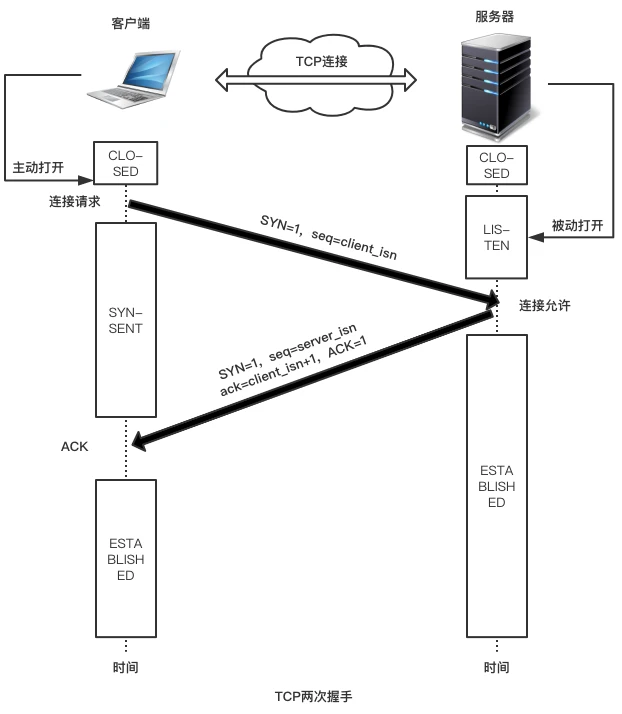 客户端
服务器
TCP连接
CLO-
SED
CLO-
SED
主动打开
连接请求
LIS-
TEN
被动打开
SYN=1，seq=client_isn
SYN-
SENT
连接允许
SYN=1，seq=server_isn
ack=client_isn+1，ACK=1
ACK
ESTA
BLISH
ED
ESTA
BLISH
ED
时间
时间
TCP两次握手